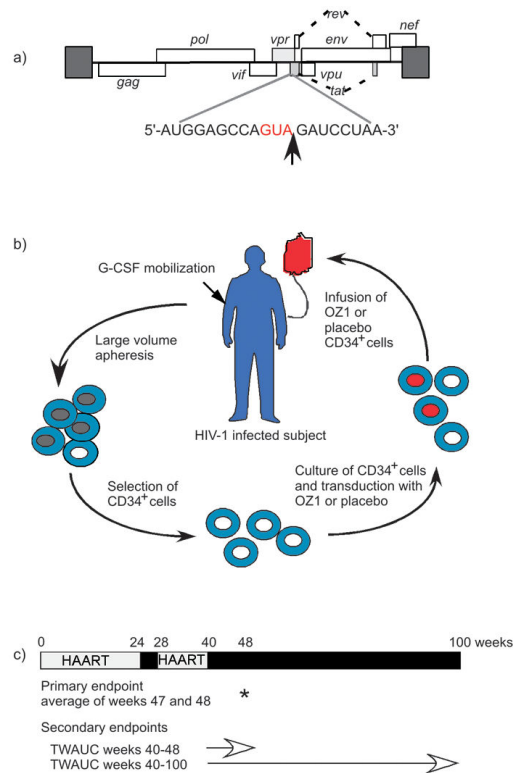 a)
rev
nef
pol
vpr
env
gag
vif
vpu
tat
5'-AUGGAGCCAGUAGAUCCUAA-3'
b)
G-CSF mobilization
Large volume
apheresis
Infusion of
OZ1 or
placebo
CD34+ cells
HIV-1 infected subject
Selection of
CD34+ cells
Culture of CD34+ cells
and transduction with
OZ1 or placebo
0 24 28 40 48 100 weeks
c) HAART HAART
Primary endpoint
average of weeks 47 and 48 *
Secondary endpoints
TWAUC weeks 40-48
TWAUC weeks 40-100